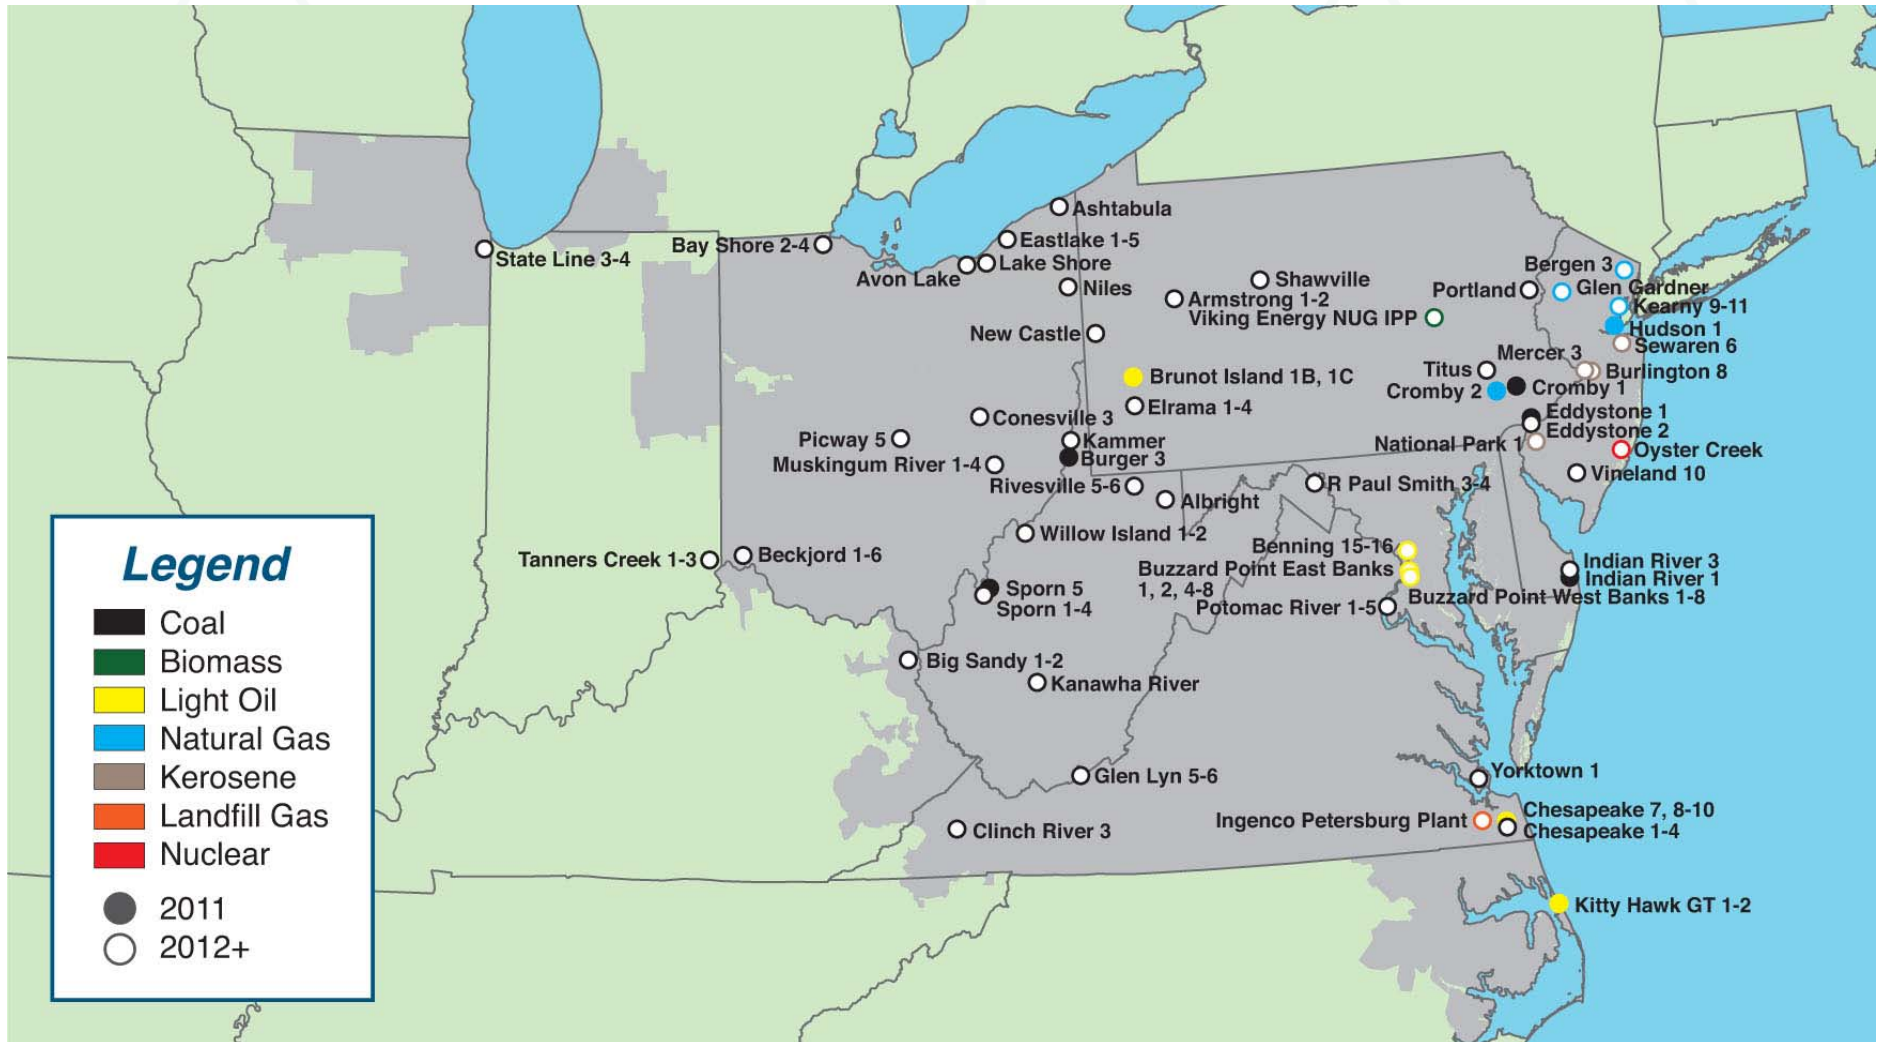 Ashtabula
Eastlake 1-5
Bay Shore 2-4
State Line 3-4
Lake Shore
Avon Lake
Niles
Shawville
Armstrong 1-2
Viking Energy NUG IPP
Portland
Bergen 3
Glen Gardner
Kearny 9-11
Hudson 1
Sewaren 6
New Castle
Mercer 3
Titus
Burlington 8
Brunot Island 1B, 1C
Cromby 2
Cromby 1
Elrama 1-4
Eddystone 1
Eddystone 2
Conesville 3
Picway 5
Kammer
National Park 1
Oyster Creek
Burger 3
Muskingum River 1-4
Vineland 10
Rivesville 5-6
R Paul Smith 3-4
Albright
Willow Island 1-2
Benning 15-16
Tanners Creek 1-3
Beckjord 1-6
Buzzard Point East Banks
1, 2, 4-8
Indian River 3
Indian River 1
Buzzard Point West Banks 1-8
Sporn 5
Sporn 1-4
Potomac River 1-5
Big Sandy 1-2
Kanawha River
Glen Lyn 5-6
Yorktown 1
Ingenco Petersburg Plant
Chesapeake 7, 8-10
Chesapeake 1-4
Clinch River 3
Kitty Hawk GT 1-2
Legend
Coal
Biomass
Light Oil
Natural Gas
Kerosene
Landfill Gas
Nuclear
2011
2012+